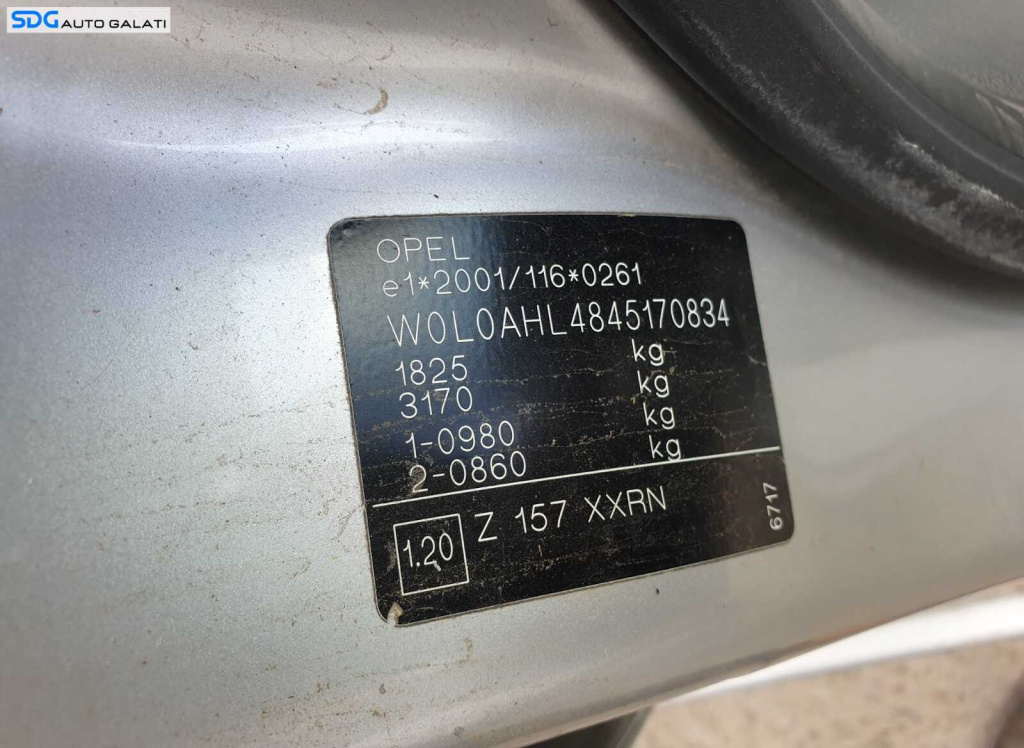 SDG AUTO GALATI
OPEL
e1*2001/116*0261
W0L0AHL4845170834
1825 kg
3170 kg
1-0980 kg
2-0860 kg
1.20 Z 157 XXRN
6717